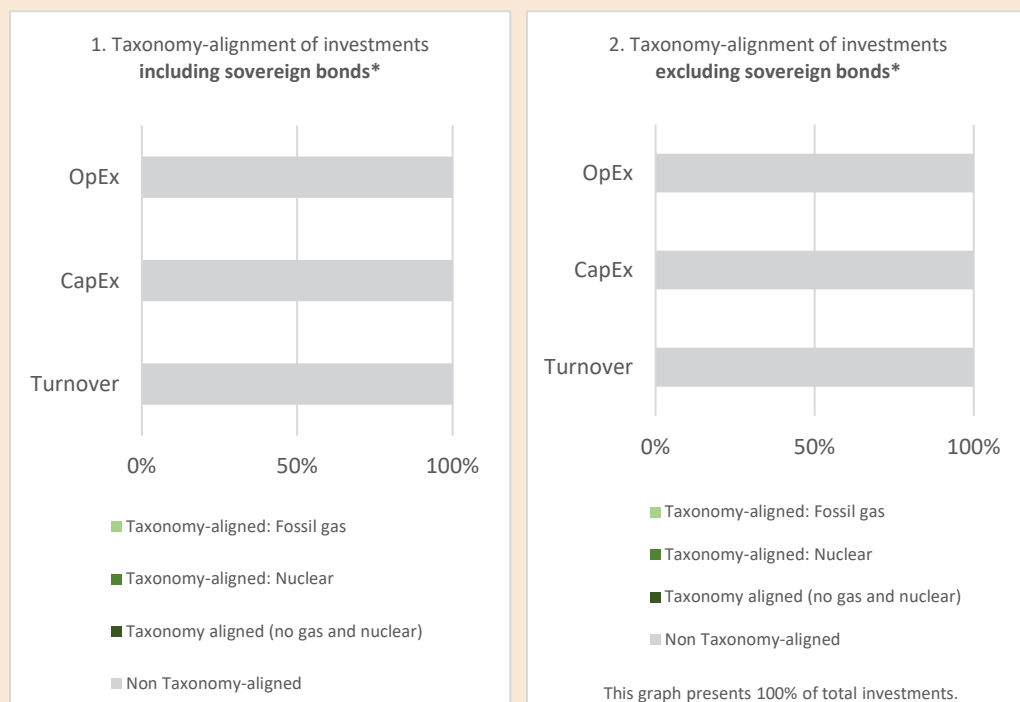 1. Taxonomy-alignment of investments
including sovereign bonds*
OpEx
CapEx
Turnover
0% 50% 100%
Taxonomy-aligned: Fossil gas
Taxonomy-aligned: Nuclear
Taxonomy aligned (no gas and nuclear)
Non Taxonomy-aligned
2. Taxonomy-alignment of investments
excluding sovereign bonds*
OpEx
CapEx
Turnover
0% 50% 100%
Taxonomy-aligned: Fossil gas
Taxonomy-aligned: Nuclear
Taxonomy aligned (no gas and nuclear)
Non Taxonomy-aligned
This graph presents 100% of total investments.